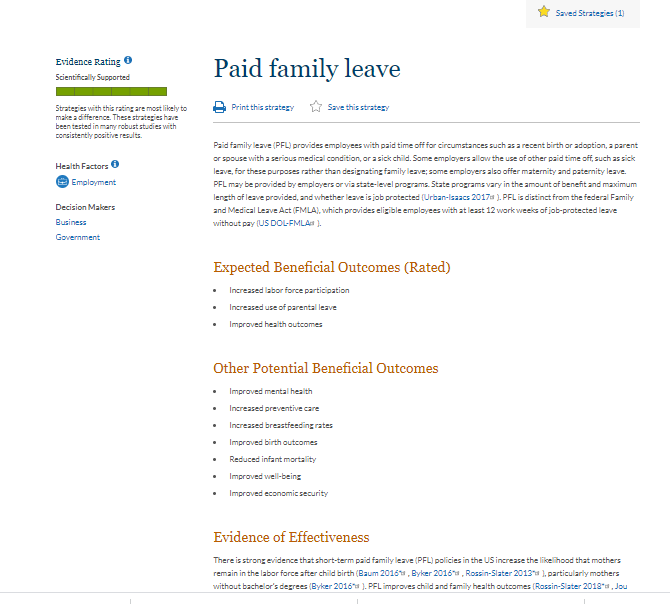 Saved Strategies (1)
Evidence Rating
Scientifically Supported
Strategies with this rating are most likely to
make a difference. These strategies have
been tested in many robust studies with
consistently positive results.
Health Factors
Employment
Decision Makers
Business
Government
Paid family leave
Print this strategy
Save this strategy
Paid family leave (PFL) provides employees with paid time off for circumstances such as a recent birth or adoption, a parent
or spouse with a serious medical condition, or a sick child. Some employers allow the use of other paid time off, such as sick
leave, for these purposes rather than designating family leave; some employers also offer maternity and paternity leave.
PFL may be provided by employers or via state-level programs. State programs vary in the amount of benefit and maximum
length of leave provided, and whether leave is job protected (Urban-Isaacs 2017). PFL is distinct from the federal Family
and Medical Leave Act (FMLA), which provides eligible employees with at least 12 work weeks of job-protected leave
without pay (US DOL-FMLA ).
Expected Beneficial Outcomes (Rated)
• Increased labor force participation
• Increased use of parental leave
• Improved health outcomes
Other Potential Beneficial Outcomes
• Improved mental health
• Increased preventive care
• Increased breastfeeding rates
• Improved birth outcomes
• Reduced infant mortality
• Improved well-being
• Improved economic security
Evidence of Effectiveness
There is strong evidence that short-term paid family leave (PFL) policies in the US increase the likelihood that mothers
remain in the labor force after child birth (Baum 2016* , Byker 2016* , Rossin-Slater 2013* ), particularly mothers
without bachelor's degrees (Byker 2016* ). PFL improves child and family health outcomes (Rossin-Slater 2018* , Jou